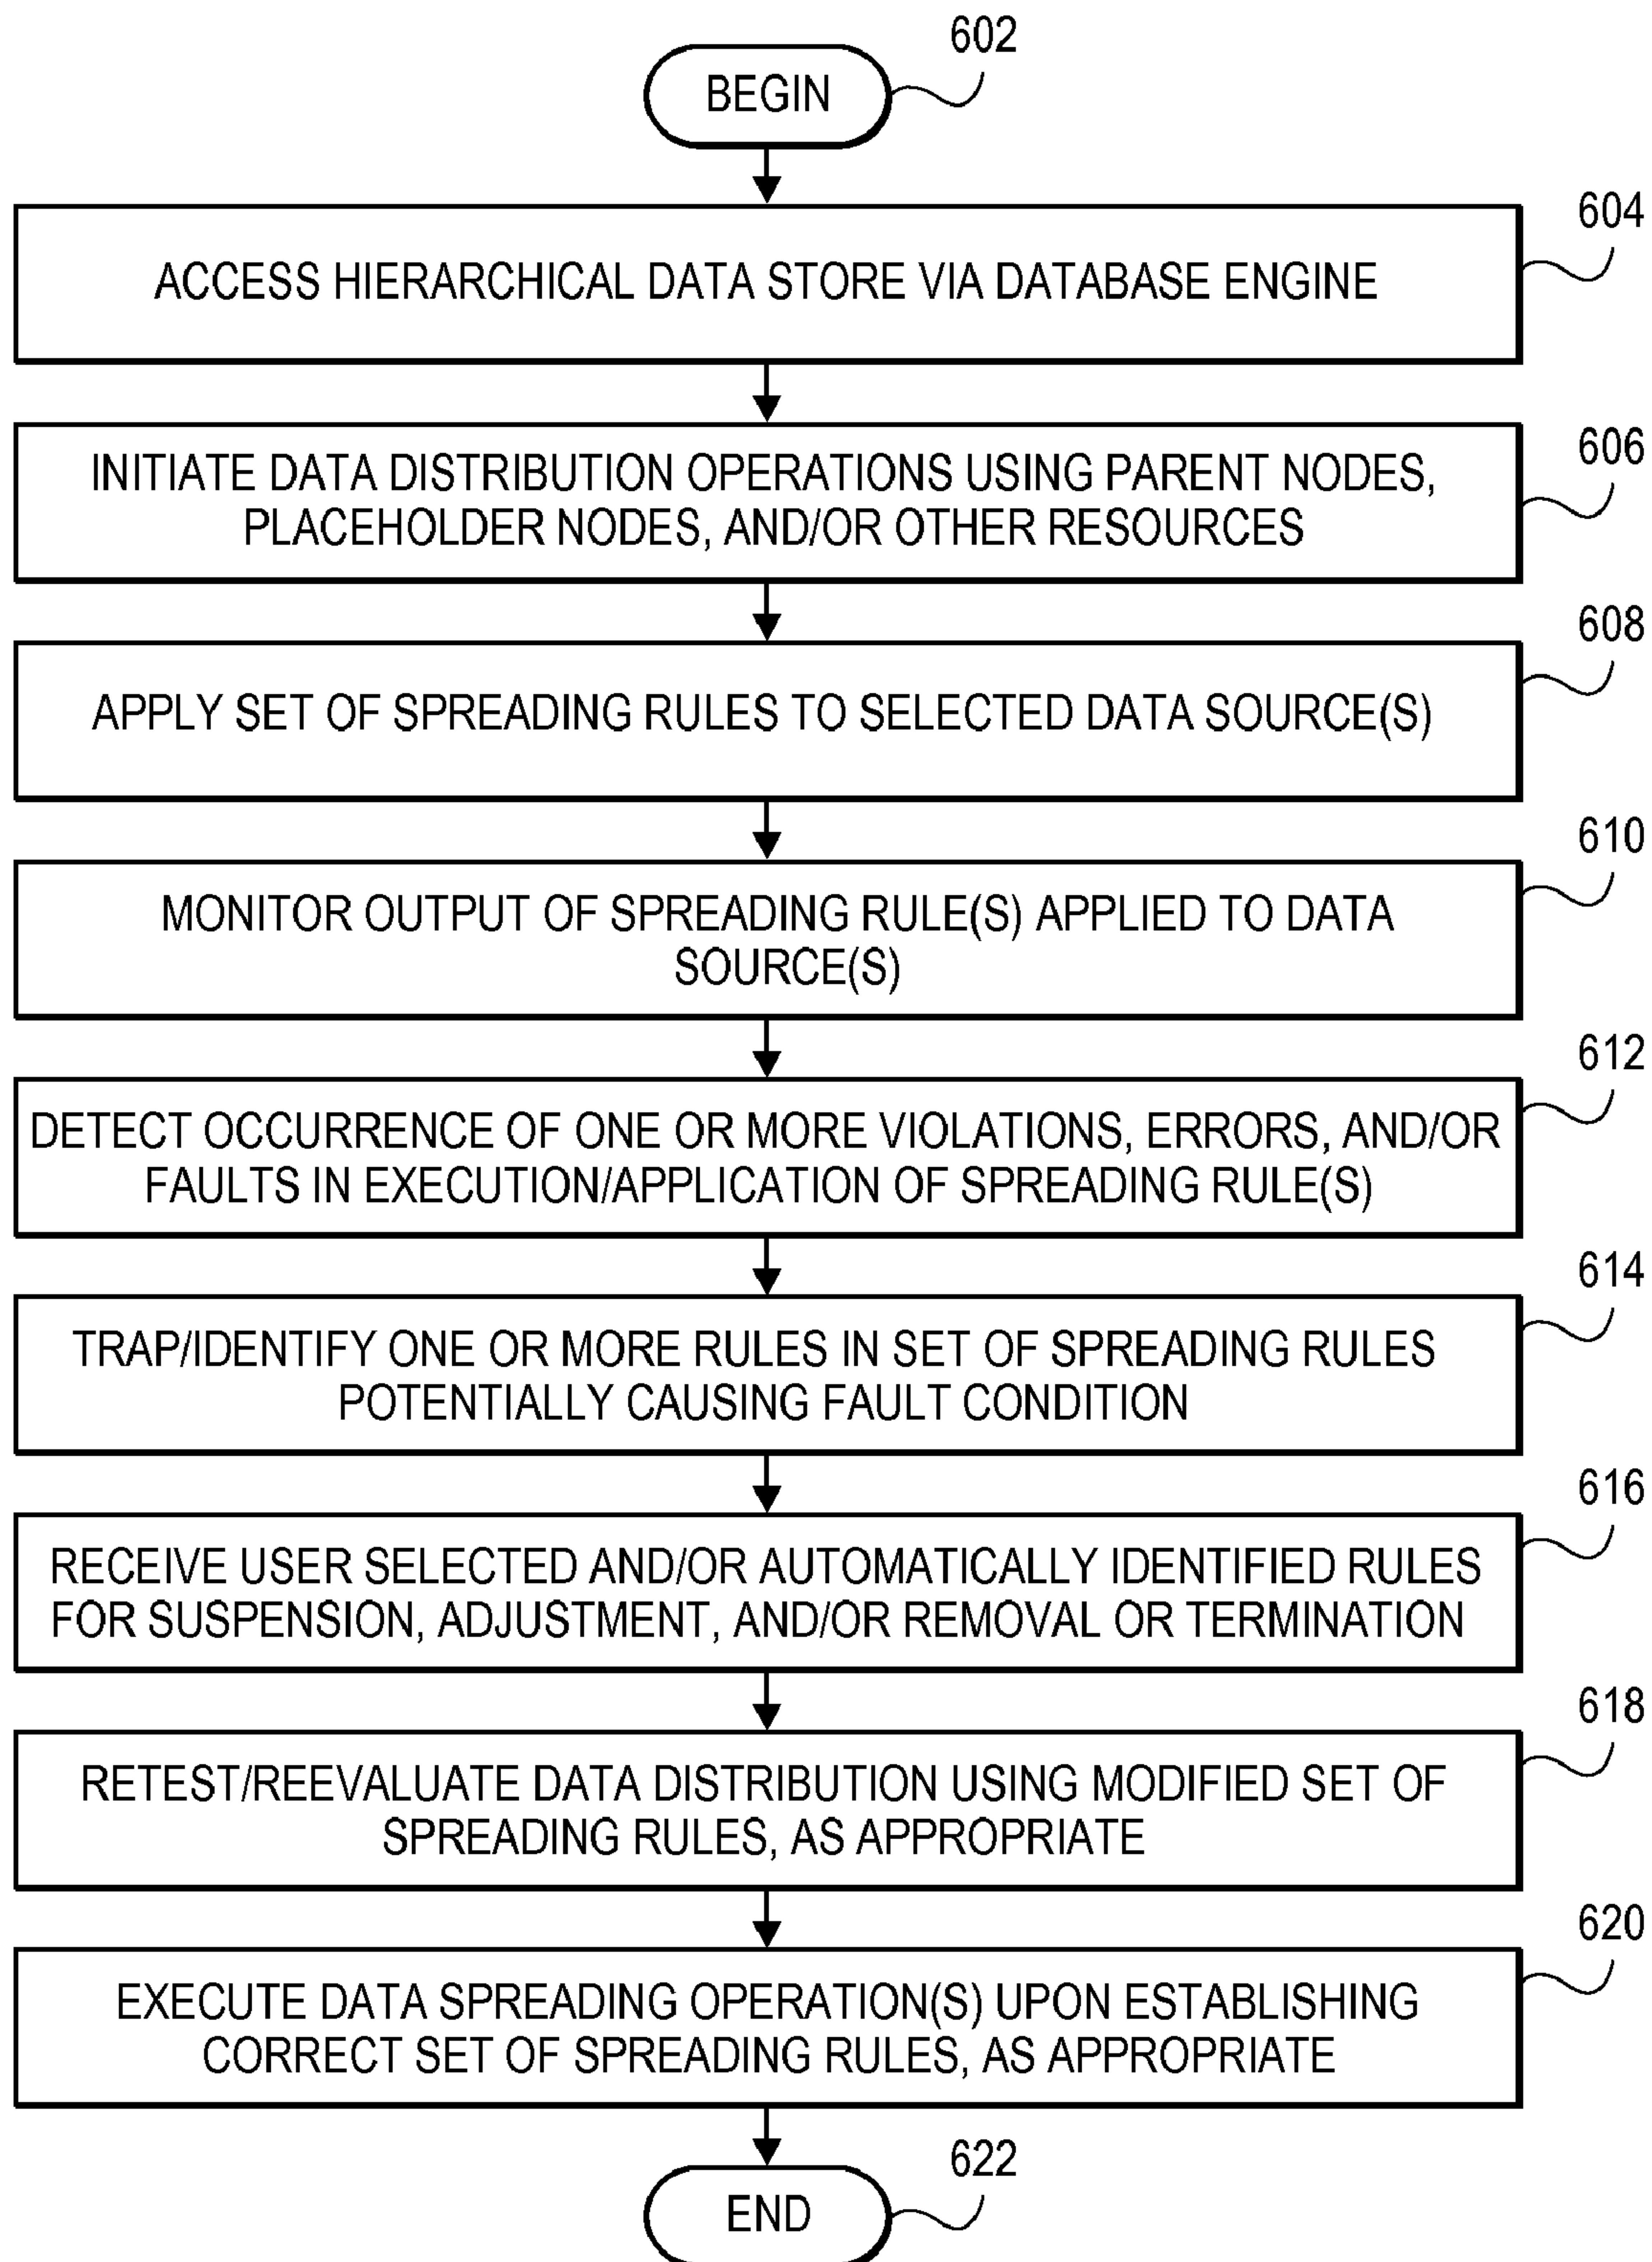 602
BEGIN
604
ACCESS HIERARCHICAL DATA STORE VIA DATABASE ENGINE
606
INITIATE DATA DISTRIBUTION OPERATIONS USING PARENT NODES,
PLACEHOLDER NODES, AND/OR OTHER RESOURCES
608
APPLY SET OF SPREADING RULES TO SELECTED DATA SOURCE(S)
610
MONITOR OUTPUT OF SPREADING RULE(S) APPLIED TO DATA
SOURCE(S)
612
DETECT OCCURRENCE OF ONE OR MORE VIOLATIONS, ERRORS, AND/OR
FAULTS IN EXECUTION/APPLICATION OF SPREADING RULE(S)
614
TRAP/IDENTIFY ONE OR MORE RULES IN SET OF SPREADING RULES
POTENTIALLY CAUSING FAULT CONDITION
616
RECEIVE USER SELECTED AND/OR AUTOMATICALLY IDENTIFIED RULES
FOR SUSPENSION, ADJUSTMENT, AND/OR REMOVAL OR TERMINATION
618
RETEST/REEVALUATE DATA DISTRIBUTION USING MODIFIED SET OF
SPREADING RULES, AS APPROPRIATE
620
EXECUTE DATA SPREADING OPERATION(S) UPON ESTABLISHING
CORRECT SET OF SPREADING RULES, AS APPROPRIATE
622
END